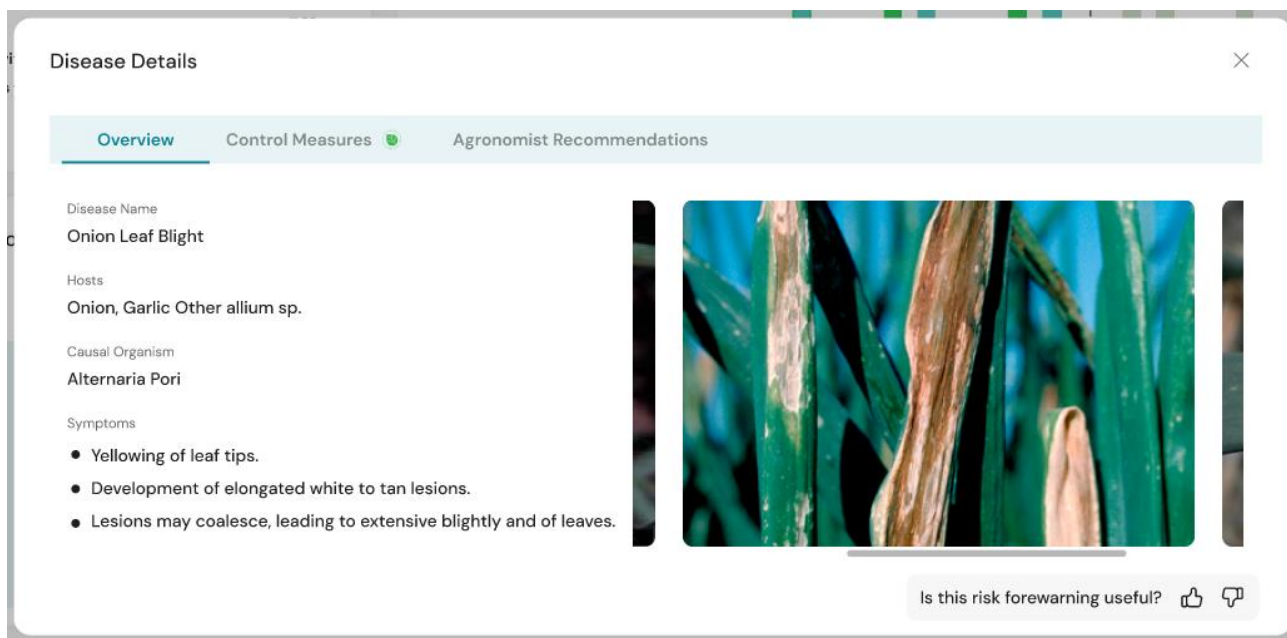 Disease Details
Overview Control Measures Agronomist Recommendations
Disease Name
Onion Leaf Blight
Hosts
Onion, Garlic Other allium sp.
Causal Organism
Alternaria Pori
Symptoms
Yellowing of leaf tips.
Development of elongated white to tan lesions.
Lesions may coalesce, leading to extensive blightly and of leaves.
Is this risk forewarning useful?